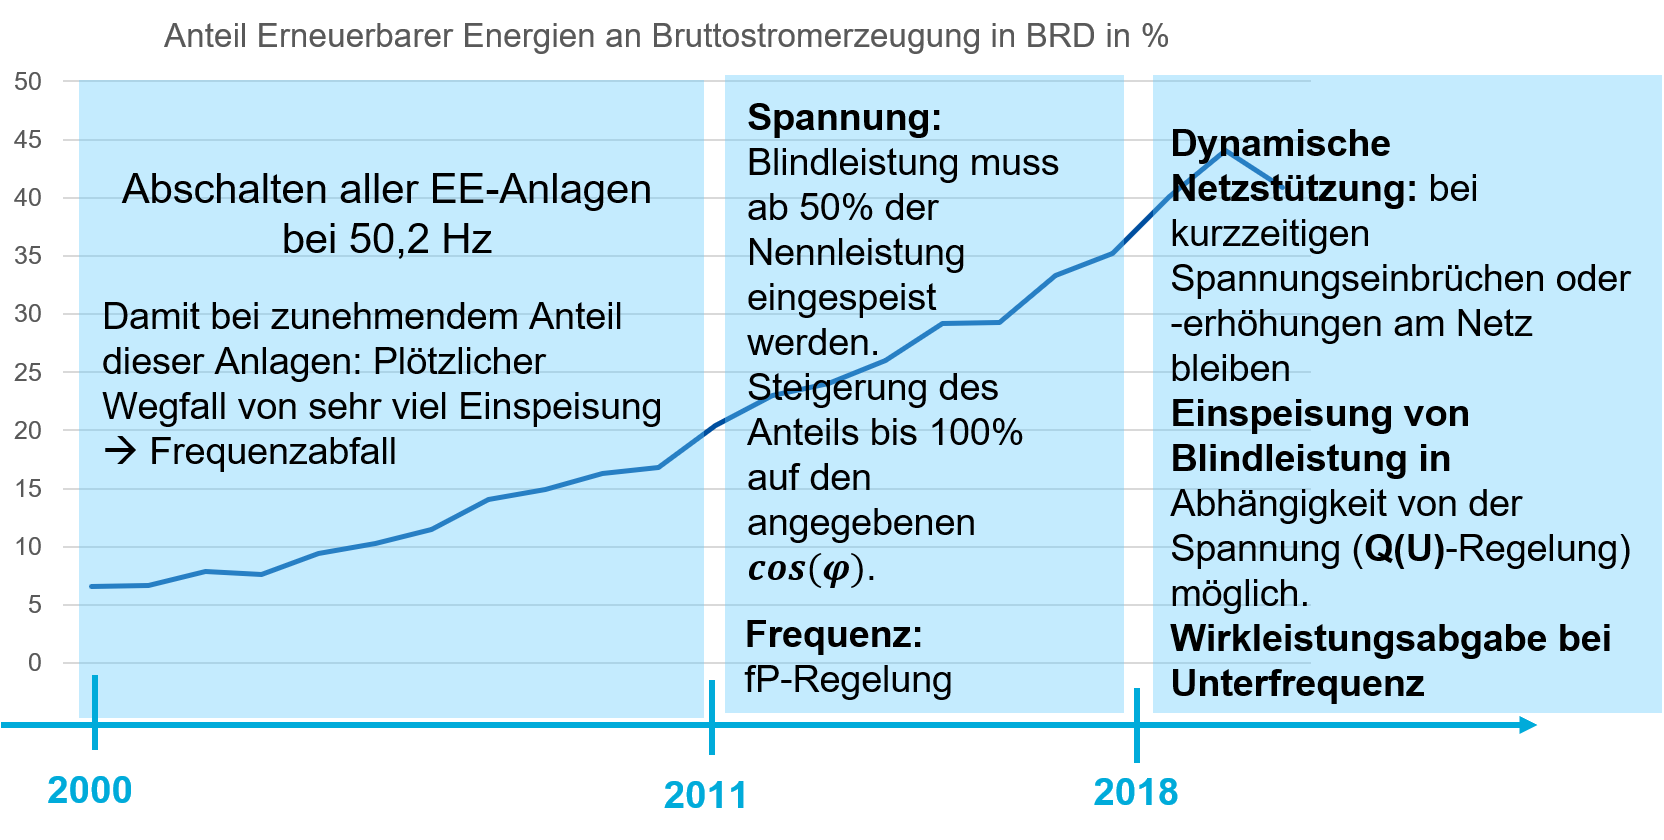 Anteil Erneuerbarer Energien an Bruttostromerzeugung in BRD in %
50
45
40
35
30
25
20
15
10
5
0
Abschalten aller EE-Anlagen
bei 50,2 Hz
Damit bei zunehmendem Anteil
dieser Anlagen: Plötzlicher
Wegfall von sehr viel Einspeisung
→ Frequenzabfall
Spannung:
Blindleistung muss
ab 50% der
Nennleistung
eingespeist
werden.
Steigerung des
Anteils bis 100%
auf den
angegebenen
cos(φ).
Frequenz:
fP-Regelung
Dynamische
Netzstützung: bei
kurzzeitigen
Spannungseinbrüchen oder
-erhöhungen am Netz
bleiben
Einspeisung von
Blindleistung in
Abhängigkeit von der
Spannung (Q(U)-Regelung)
möglich.
Wirkleistungsabgabe bei
Unterfrequenz
2000
2011
2018